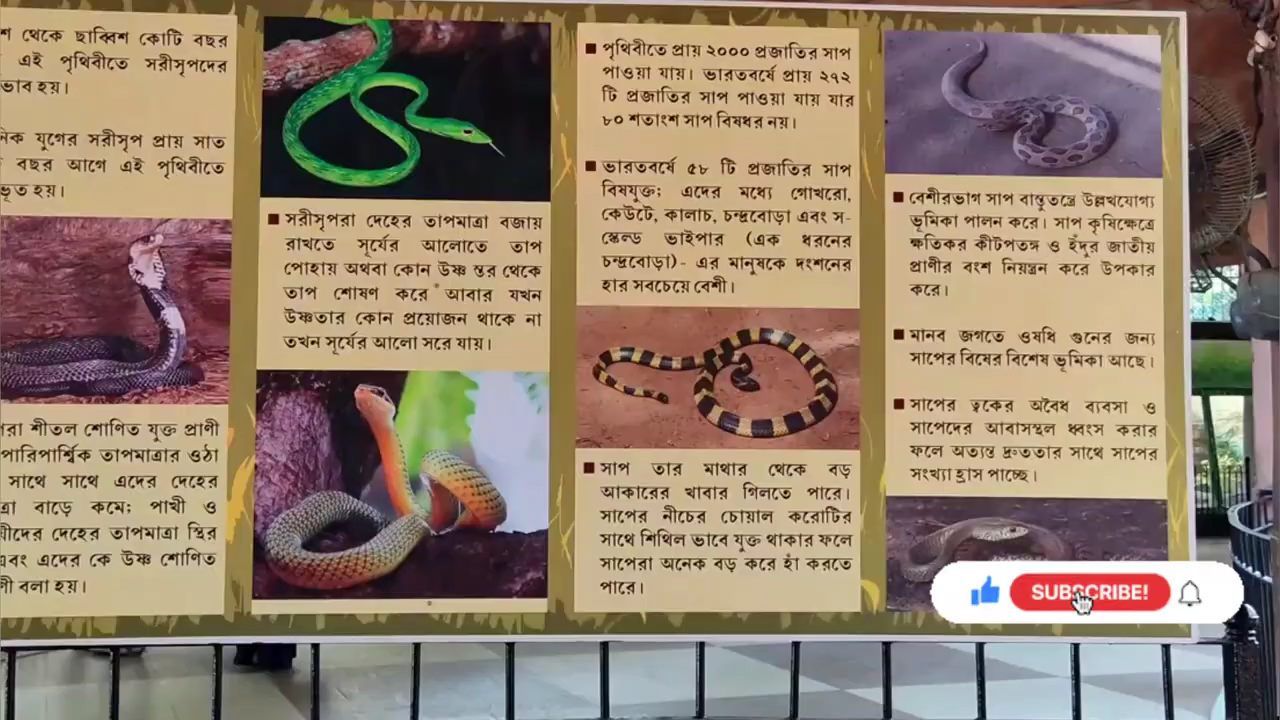 শ থেকে ছাব্বিশ কোটি বছর
এই পৃথিবীতে সরীসৃপদের
ভাব হয়।
নিক যুগের সরীসৃপ প্রায় সাত
বছর আগে এই পৃথিবীতে
ভূত হয়।
রা শীতল শোণিত যুক্ত প্রাণী
পারিপার্শ্বিক তাপমাত্রার ওঠা
সাথে সাথে এদের দেহের
ত্রা বাড়ে কমে; পাখী ও
য়ীদের দেহের তাপমাত্রা স্থির
এবং এদের কে উষ্ণ শোণিত
ণী বলা হয়।
■ সরীসৃপরা দেহের তাপমাত্রা বজায়
রাখতে সূর্যের আলোতে তাপ
পোহায় অথবা কোন উষ্ণ স্তর থেকে
তাপ শোষণ করে আবার যখন
উষ্ণতার কোন প্রয়োজন থাকে না
তখন সূর্যের আলো সরে যায়।
■ পৃথিবীতে প্রায় ২০০০ প্রজাতির সাপ
পাওয়া যায়। ভারতবর্ষে প্রায় ২৭২
টি প্রজাতির সাপ পাওয়া যায় যার
৮০ শতাংশ সাপ বিষধর নয়।
■ ভারতবর্ষে ৫৮ টি প্রজাতির সাপ
বিষযুক্ত; এদের মধ্যে গোখরো,
কেউটে, কালাচ, চন্দ্রবোড়া এবং স-
স্কেল্ড ভাইপার (এক ধরনের
চন্দ্রবোড়া)- এর মানুষকে দংশনের
হার সবচেয়ে বেশী।
■ সাপ তার মাথার থেকে বড়
আকারের খাবার গিলতে পারে।
সাপের নীচের চোয়াল করোটির
সাথে শিথিল ভাবে যুক্ত থাকার ফলে
সাপেরা অনেক বড় করে হাঁ করতে
পারে।
■ বেশীরভাগ সাপ বাস্তুতন্ত্রে উল্লখযোগ্য
ভূমিকা পালন করে। সাপ কৃষিক্ষেত্রে
ক্ষতিকর কীটপতঙ্গ ও ইঁদুর জাতীয়
প্রাণীর বংশ নিয়ন্ত্রন করে উপকার
করে।
■ মানব জগতে ওষধি গুনের জন্য
সাপের বিষের বিশেষ ভূমিকা আছে।
■ সাপের ত্বকের অবৈধ ব্যবসা ও
সাপেদের আবাসস্থল ধ্বংস করার
ফলে অত্যন্ত দ্রুততার সাথে সাপের
সংখ্যা হ্রাস পাচ্ছে।
SUBSCRIBE!